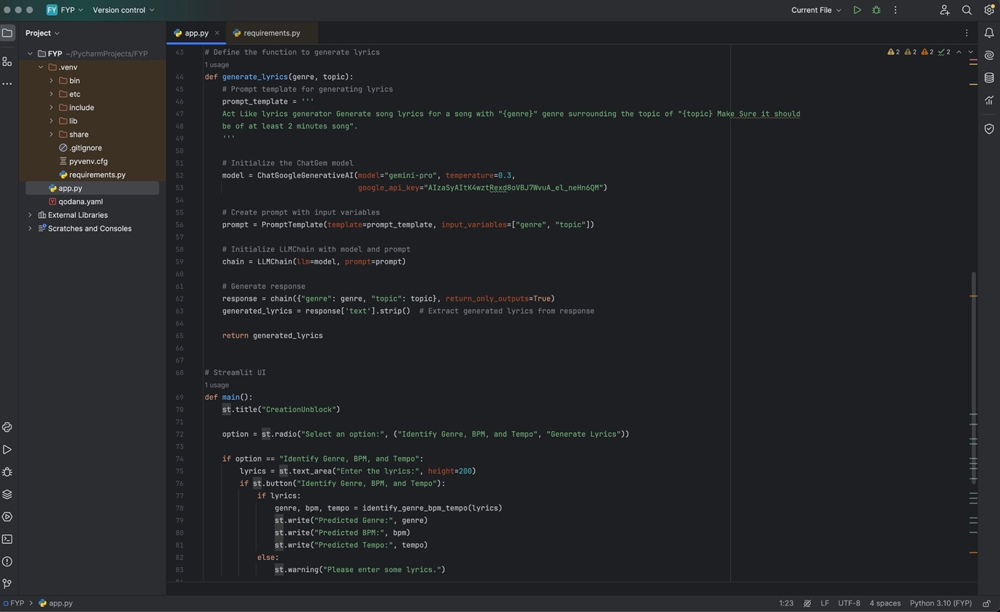 FY FP Version control
Current File
Project
app.py
requirements.py
FYP ~/PycharmProjects/FYP
.venv
bin
etc
include
lib
share
.gitignore
pyvenv.cfg
requirements.py
app.py
qodana.yaml
External Libraries
Scratches and Consoles
2 2 2 2
43 # Define the function to generate lyrics
1 usage
44 def generate_lyrics(genre, topic):
45 # Prompt template for generating lyrics
46 prompt_template = '''
47 Act Like lyrics generator Generate song lyrics for a song with "{genre}" genre surrounding the topic of "{topic} Make Sure it should
48 be of at least 2 minutes song".
49 '''
50
51 # Initialize the ChatGem model
52 model = ChatGoogleGenerativeAI(model="gemini-pro", temperature=0.3,
53 google_api_key="AIzaSyAItK4wztRexd8oVBJ7WvuA_el_neHn6QM")
54
55 # Create prompt with input variables
56 prompt = PromptTemplate(template=prompt_template, input_variables=["genre", "topic"])
57
58 # Initialize LLMChain with model and prompt
59 chain = LLMChain(llm=model, prompt=prompt)
60
61 # Generate response
62 response = chain({"genre": genre, "topic": topic}, return_only_outputs=True)
63 generated_lyrics = response['text'].strip() # Extract generated lyrics from response
64
65 return generated_lyrics
66
67
68 # Streamlit UI
1 usage
69 def main():
70 st.title("CreationUnblock")
71
72 option = st.radio("Select an option:", ("Identify Genre, BPM, and Tempo", "Generate Lyrics"))
73
74 if option == "Identify Genre, BPM, and Tempo":
75 lyrics = st.text_area("Enter the lyrics:", height=200)
76 if st.button("Identify Genre, BPM, and Tempo"):
77 if lyrics:
78 genre, bpm, tempo = identify_genre_bpm_tempo(lyrics)
79 st.write("Predicted Genre:", genre)
80 st.write("Predicted BPM:", bpm)
81 st.write("Predicted Tempo:", tempo)
82 else:
83 st.warning("Please enter some lyrics.")
FYP > app.py
1:23 LF UTF-8 4 spaces Python 3.10 (FYP)